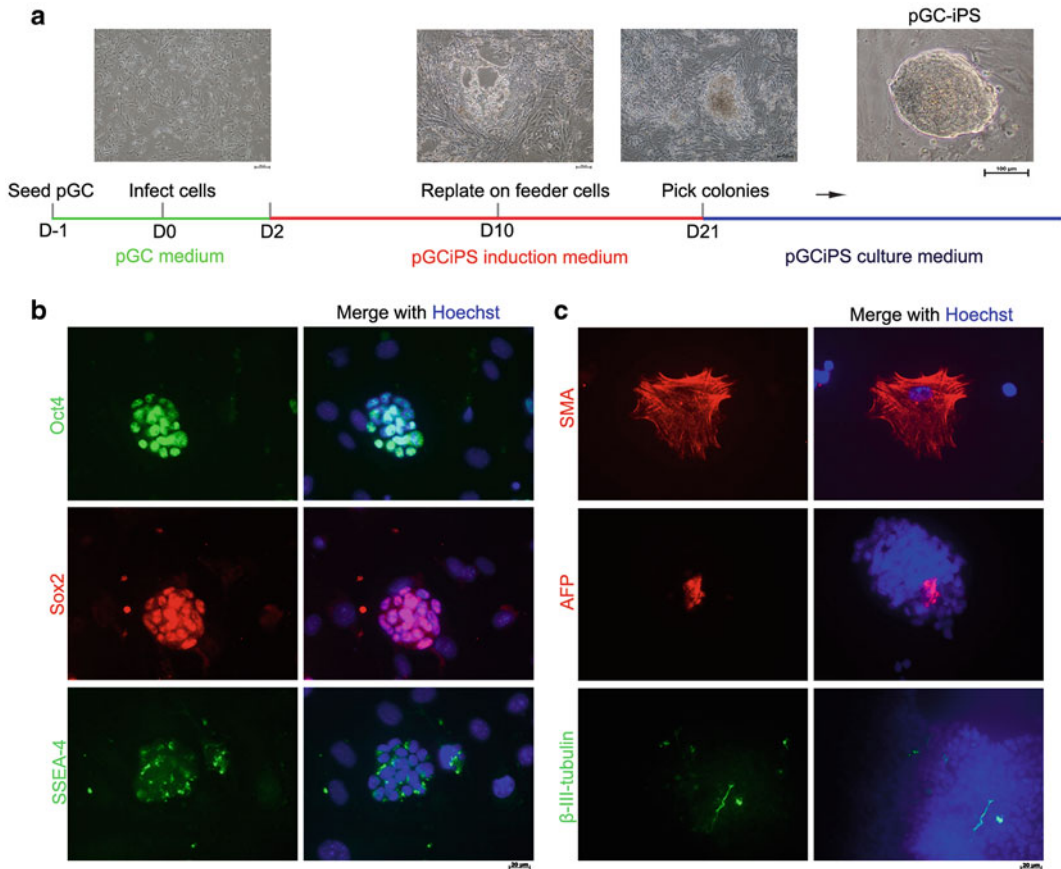 a
pGC-iPS
100 µm
Seed pGC Infect cells Replate on feeder cells Pick colonies
D-1 D0 D2 D10 D21
pGC medium pGCiPS induction medium pGCiPS culture medium
b
Merge with Hoechst
Oct4
Sox2
SSEA-4
20 µm
c
Merge with Hoechst
SMA
AFP
β-III-tubulin
20 µm